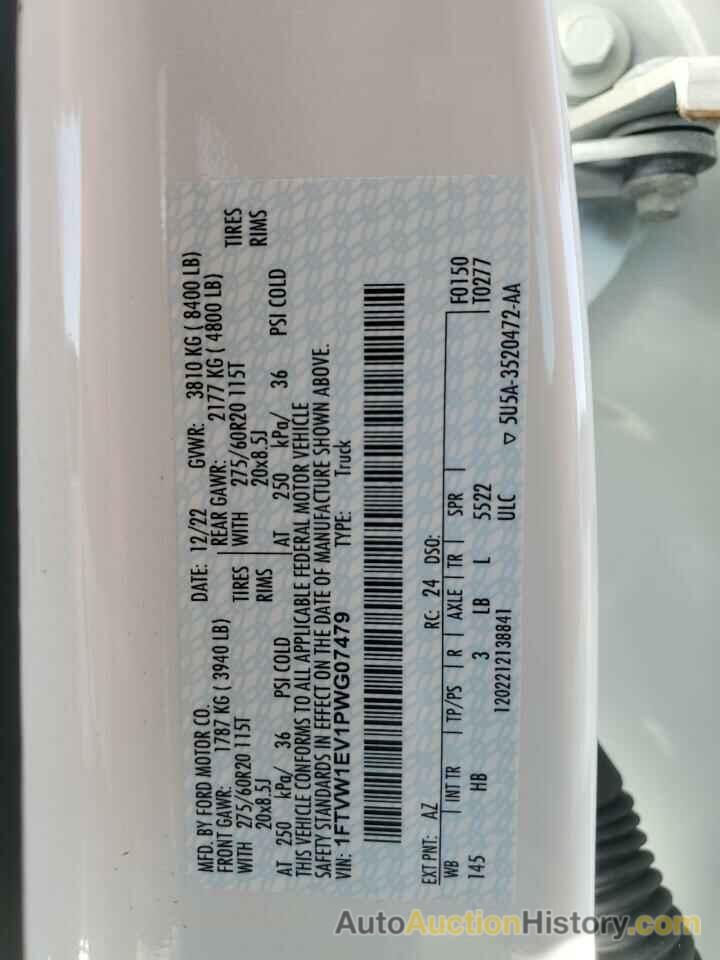 MFD. BY FORD MOTOR CO.
DATE: 12/22 GVWR: 3810 KG ( 8400 LB)
FRONT GAWR: 1787 KG ( 3940 LB) REAR GAWR: 2177 KG ( 4800 LB)
WITH 275/60R20 115T TIRES WITH 275/60R20 115T TIRES
20x8.5J RIMS 20x8.5J RIMS
AT 250 kPa/ 36 PSI COLD AT 250 kPa/ 36 PSI COLD
THIS VEHICLE CONFORMS TO ALL APPLICABLE FEDERAL MOTOR VEHICLE
SAFETY STANDARDS IN EFFECT ON THE DATE OF MANUFACTURE SHOWN ABOVE.
VIN: 1FTVW1EV1PWG07479 TYPE: Truck
EXT PNT: AZ RC: 24 DSO: F0150
WB INT TR TP/PS R AXLE TR SPR T0277
145 HB 3 LB L 5522
1202212138841 ULC ▽ 5U5A-3520472-AA
AutoAuctionHistory.com